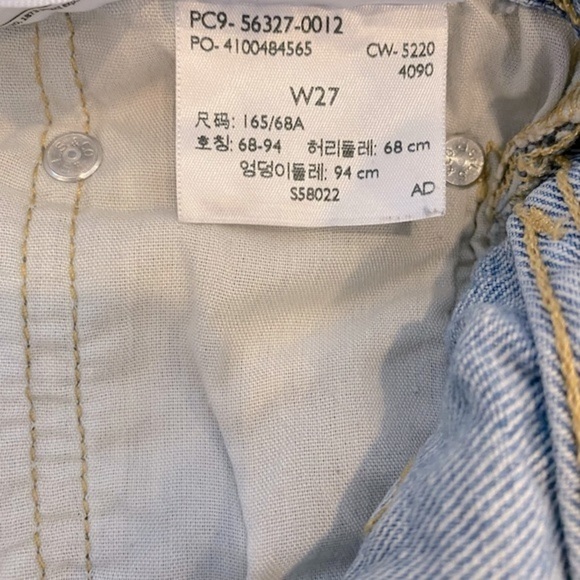 PC9- 56327-0012
PO- 4100484565 CW- 5220
4090
W27
尺码: 165/68A
호칭: 68-94 허리둘레: 68 cm
엉덩이둘레: 94 cm
S58022 AD